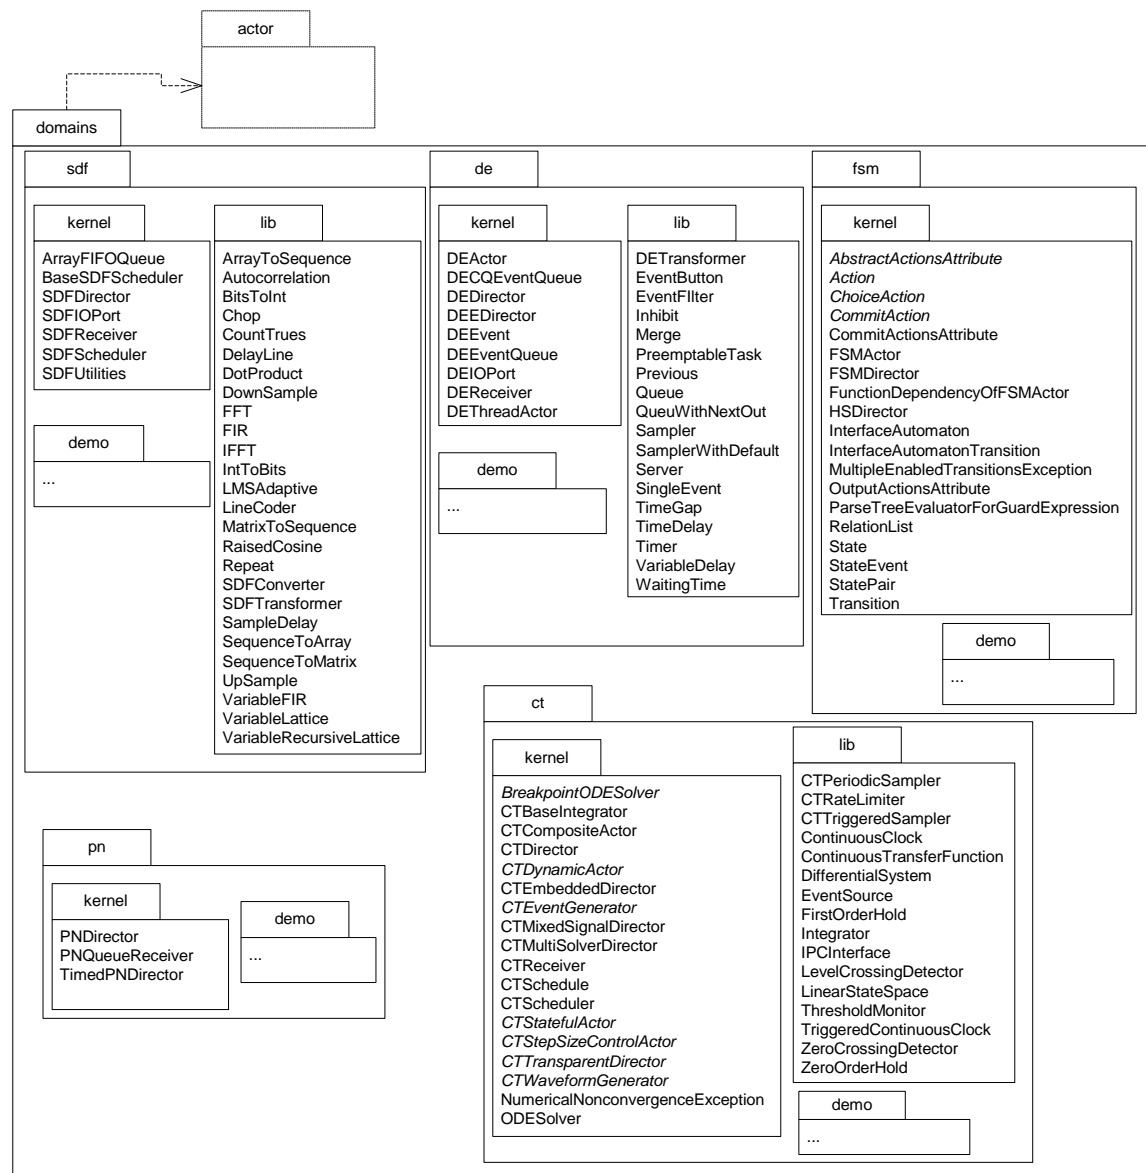 actor
domains
sdf
kernel
ArrayFIFOQueue
BaseSDFScheduler
SDFDirector
SDFIOPort
SDFReceiver
SDFScheduler
SDFUtilities
demo
...
lib
ArrayToSequence
Autocorrelation
BitsToInt
Chop
CountTrues
DelayLine
DotProduct
DownSample
FFT
FIR
IFFT
IntToBits
LMSAdaptive
LineCoder
MatrixToSequence
RaisedCosine
Repeat
SDFConverter
SDFTransformer
SampleDelay
SequenceToArray
SequenceToMatrix
UpSample
VariableFIR
VariableLattice
VariableRecursiveLattice
de
kernel
DEActor
DECQEventQueue
DEDirector
DEEDirector
DEEvent
DEEventQueue
DEIOPort
DEReceiver
DEThreadActor
demo
...
lib
DETransformer
EventButton
EventFIlter
Inhibit
Merge
PreemptableTask
Previous
Queue
QueuWithNextOut
Sampler
SamplerWithDefault
Server
SingleEvent
TimeGap
TimeDelay
Timer
VariableDelay
WaitingTime
fsm
kernel
AbstractActionsAttribute
Action
ChoiceAction
CommitAction
CommitActionsAttribute
FSMActor
FSMDirector
FunctionDependencyOfFSMActor
HSDirector
InterfaceAutomaton
InterfaceAutomatonTransition
MultipleEnabledTransitionsException
OutputActionsAttribute
ParseTreeEvaluatorForGuardExpression
RelationList
State
StateEvent
StatePair
Transition
demo
...
pn
kernel
PNDirector
PNQueueReceiver
TimedPNDirector
demo
...
ct
kernel
BreakpointODESolver
CTBaseIntegrator
CTCompositeActor
CTDirector
CTDynamicActor
CTEmbeddedDirector
CTEventGenerator
CTMixedSignalDirector
CTMultiSolverDirector
CTReceiver
CTSchedule
CTScheduler
CTStatefulActor
CTStepSizeControlActor
CTTransparentDirector
CTWaveformGenerator
NumericalNonconvergenceException
ODESolver
lib
CTPeriodicSampler
CTRateLimiter
CTTriggeredSampler
ContinuousClock
ContinuousTransferFunction
DifferentialSystem
EventSource
FirstOrderHold
Integrator
IPCInterface
LevelCrossingDetector
LinearStateSpace
ThresholdMonitor
TriggeredContinuousClock
ZeroCrossingDetector
ZeroOrderHold
demo
...